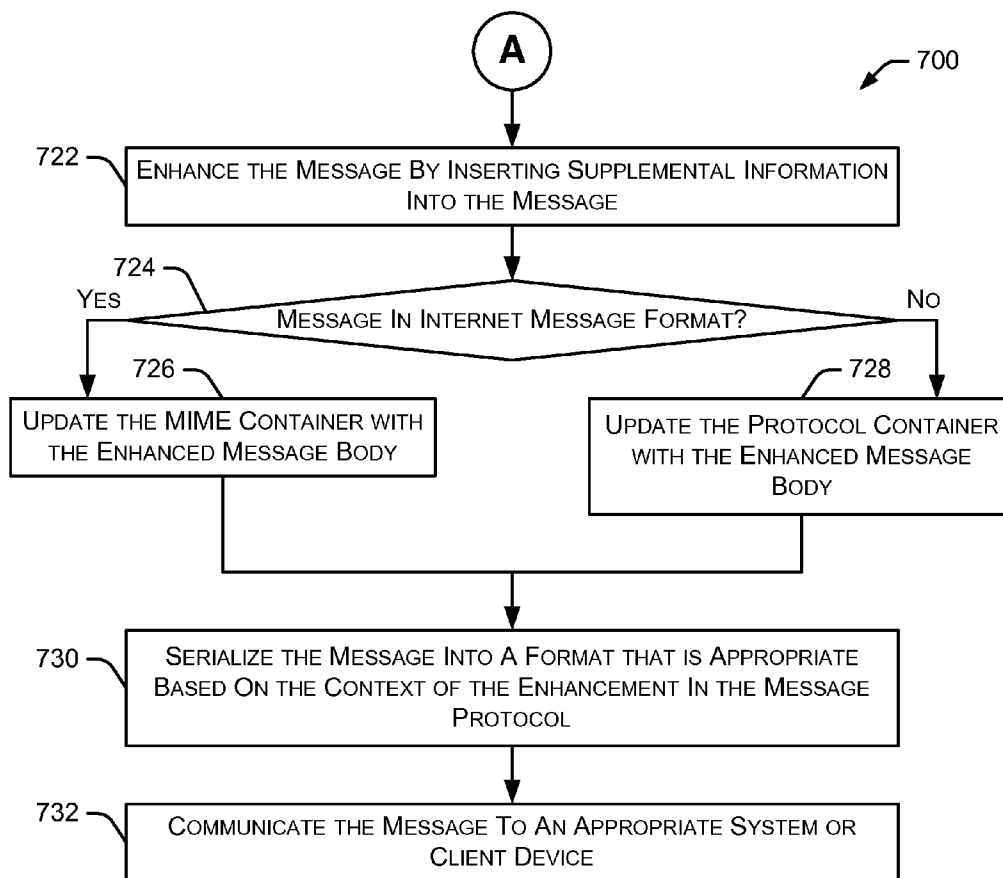 A
700
722
ENHANCE THE MESSAGE BY INSERTING SUPPLEMENTAL INFORMATION
INTO THE MESSAGE
724
YES
NO
MESSAGE IN INTERNET MESSAGE FORMAT?
726
728
UPDATE THE MIME CONTAINER WITH
THE ENHANCED MESSAGE BODY
UPDATE THE PROTOCOL CONTAINER
WITH THE ENHANCED MESSAGE
BODY
730
SERIALIZE THE MESSAGE INTO A FORMAT THAT IS APPROPRIATE
BASED ON THE CONTEXT OF THE ENHANCEMENT IN THE MESSAGE
PROTOCOL
732
COMMUNICATE THE MESSAGE TO AN APPROPRIATE SYSTEM OR
CLIENT DEVICE